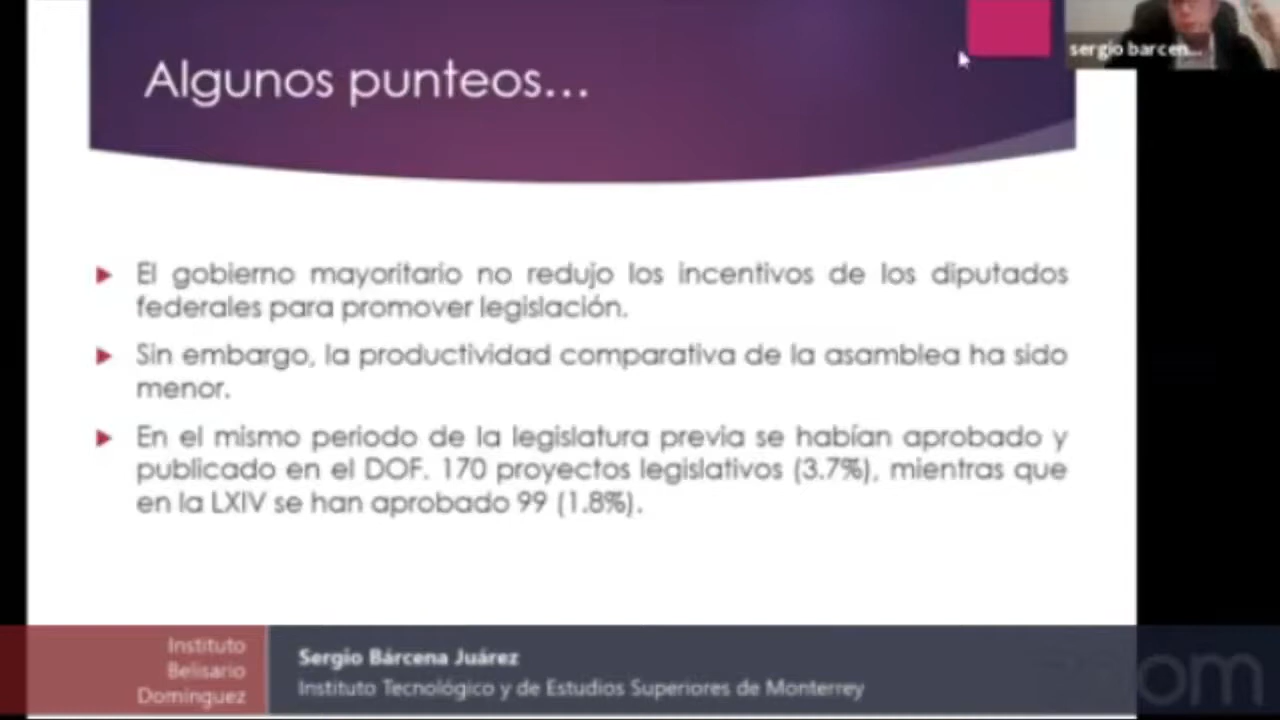 Algunos punteos...
sergio barcen...
El gobierno mayoritario no redujo los incentivos de los diputados
federales para promover legislación.
Sin embargo, la productividad comparativa de la asamblea ha sido
menor.
En el mismo periodo de la legislatura previa se habían aprobado y
publicado en el DOF. 170 proyectos legislativos (3.7%), mientras que
en la LXIV se han aprobado 99 (1.8%).
Instituto
Belisario
Domínguez
Sergio Bárcena Juárez
Instituto Tecnológico y de Estudios Superiores de Monterrey